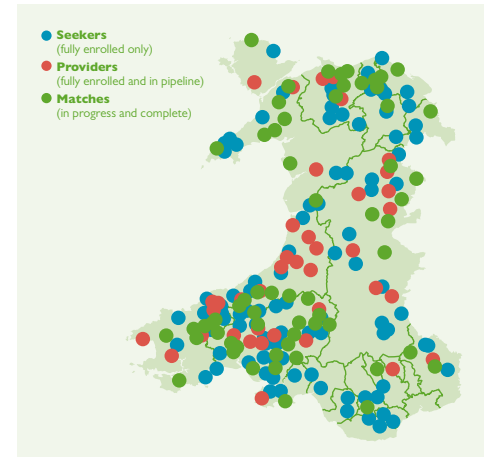 Seekers
(fully enrolled only)
Providers
(fully enrolled and in pipeline)
Matches
(in progress and complete)